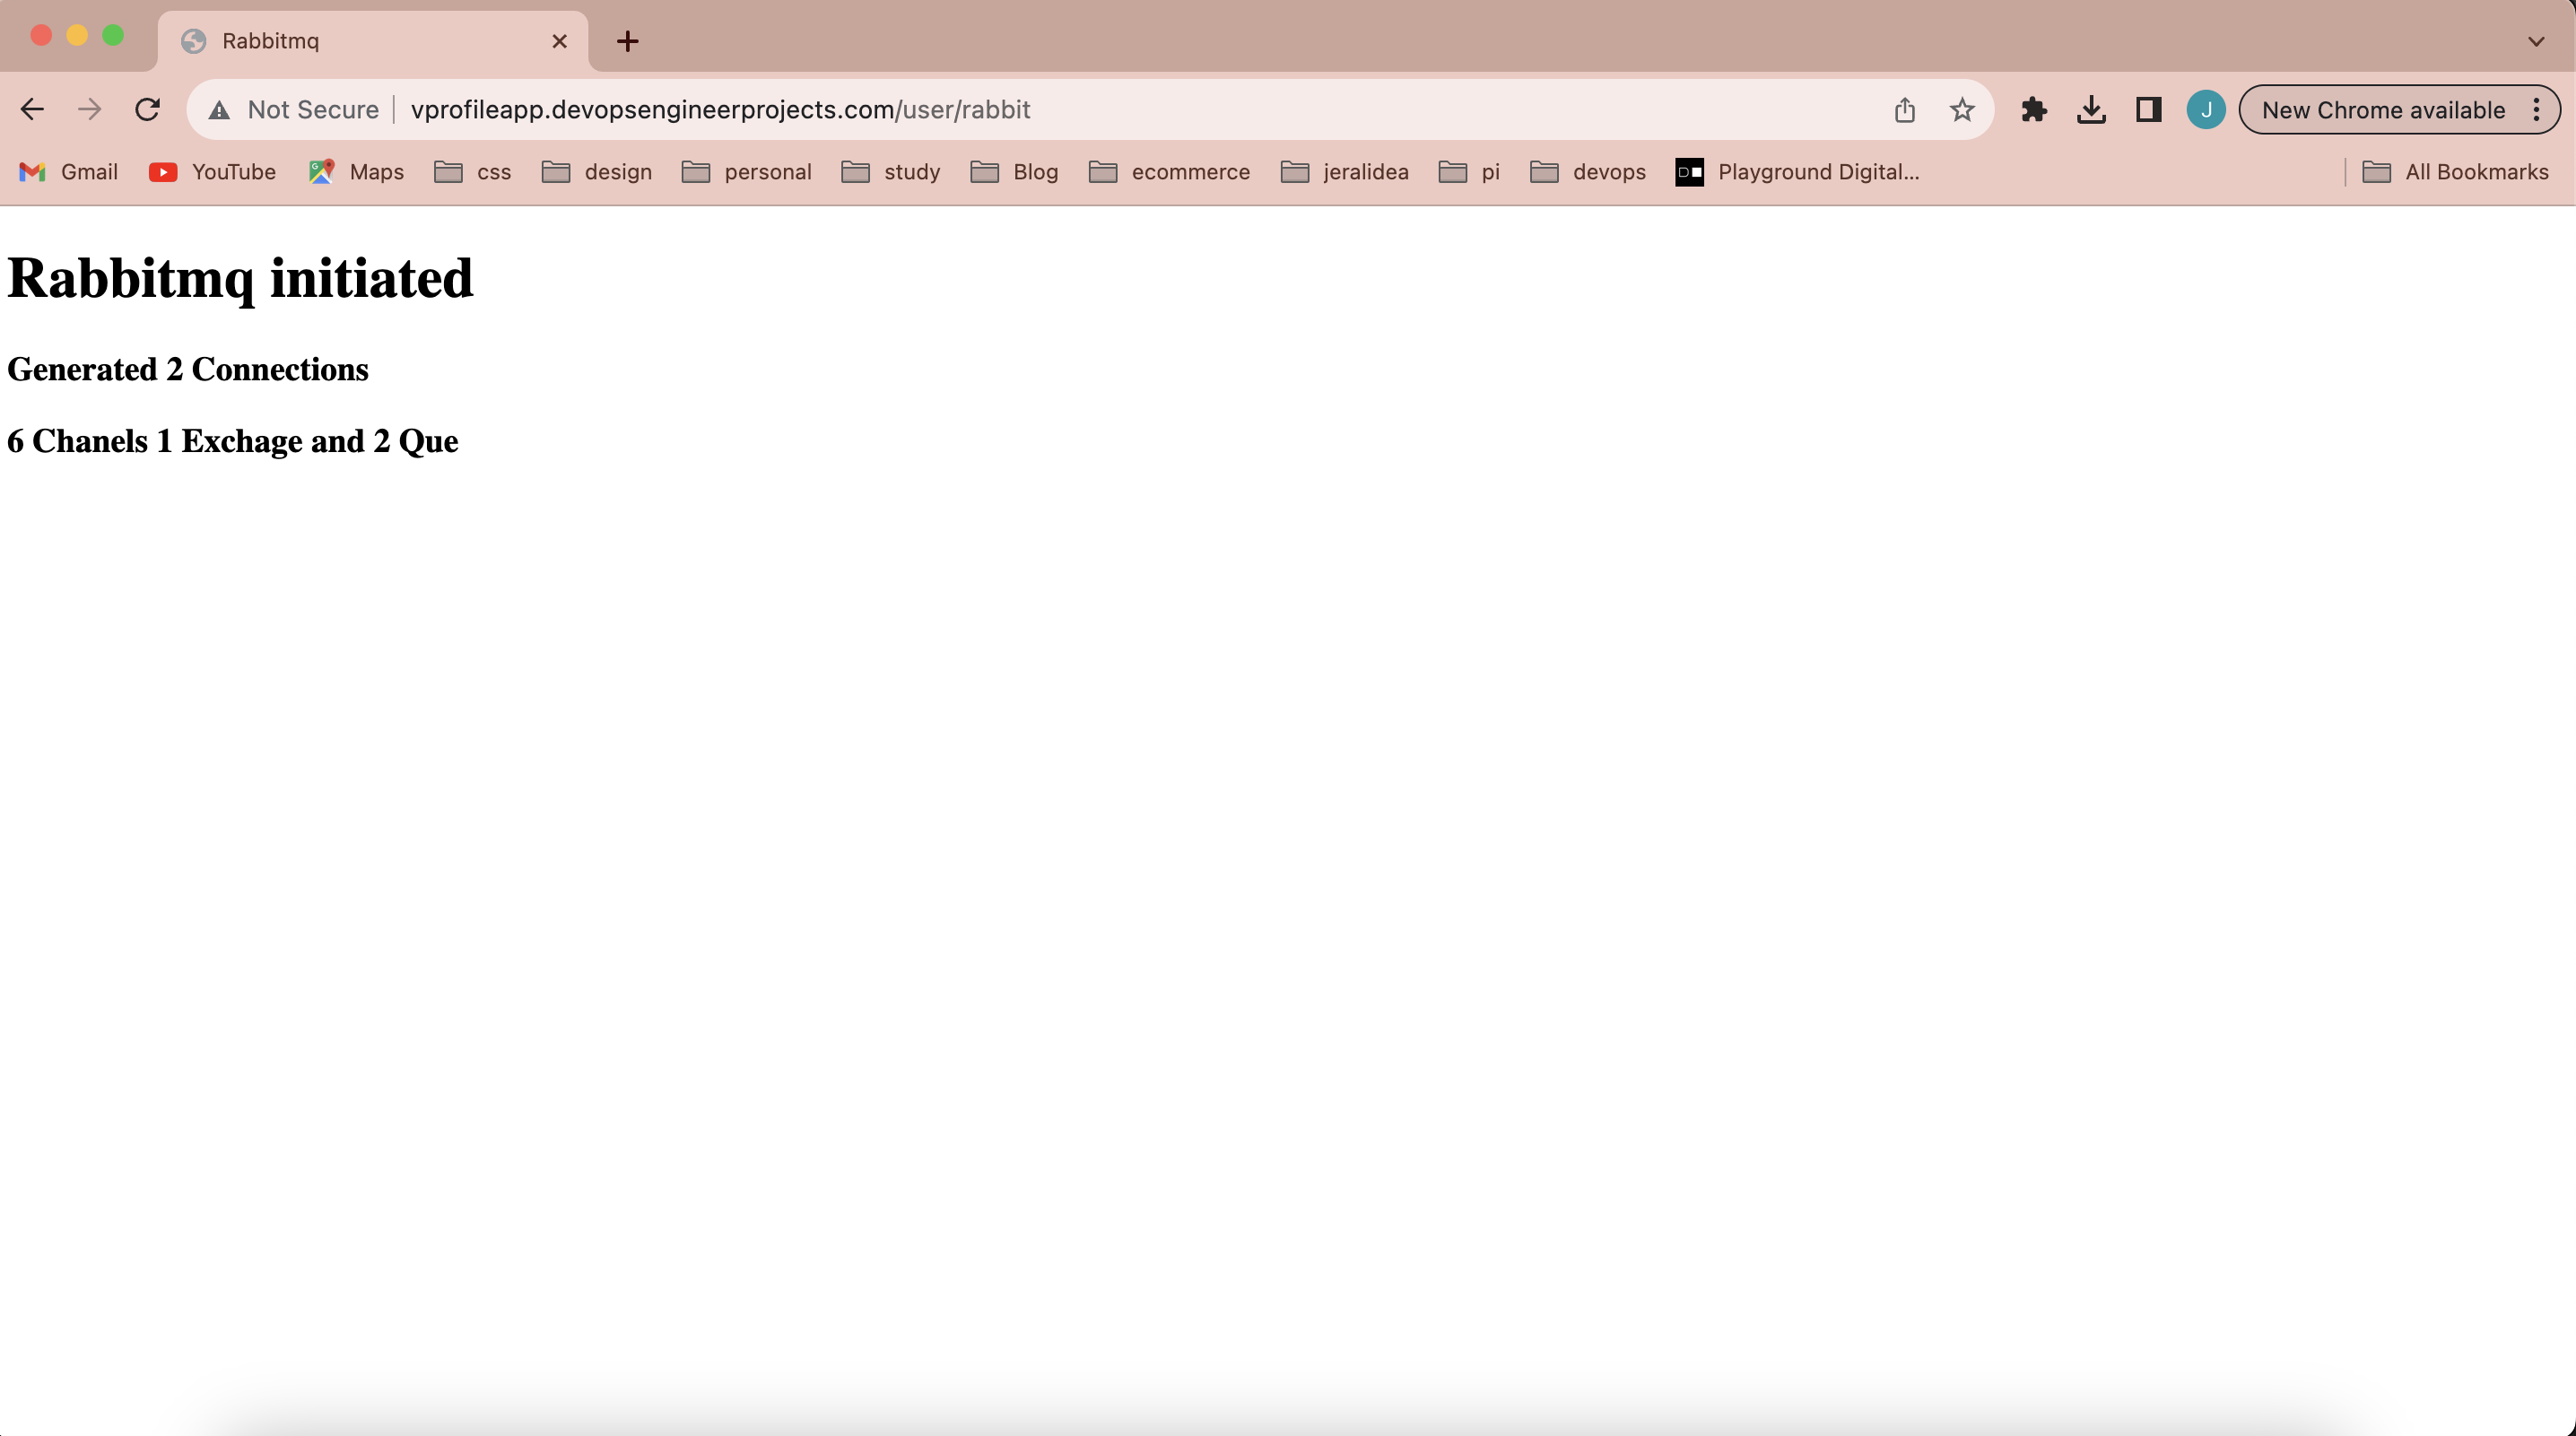 Rabbitmq
Not Secure vprofileapp.devopsengineerprojects.com/user/rabbit J New Chrome available
Gmail YouTube Maps css design personal study Blog ecommerce jeralidea pi devops Playground Digital... All Bookmarks
Rabbitmq initiated
Generated 2 Connections
6 Chanels 1 Exchage and 2 Que